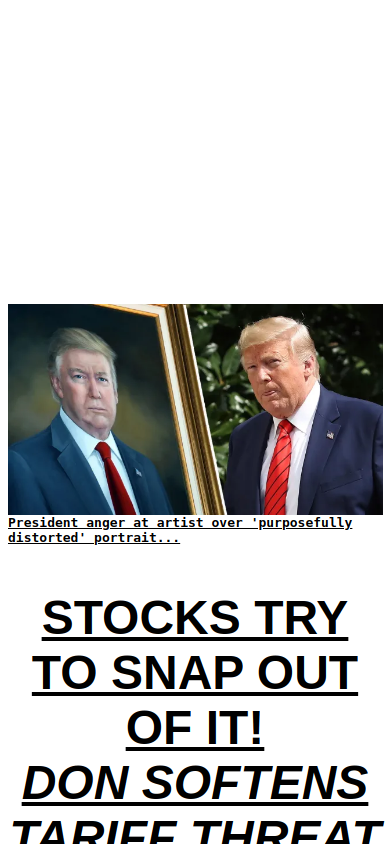 President anger at artist over 'purposefully
distorted' portrait...
STOCKS TRY
TO SNAP OUT
OF IT!
DON SOFTENS
TARIFF THREAT